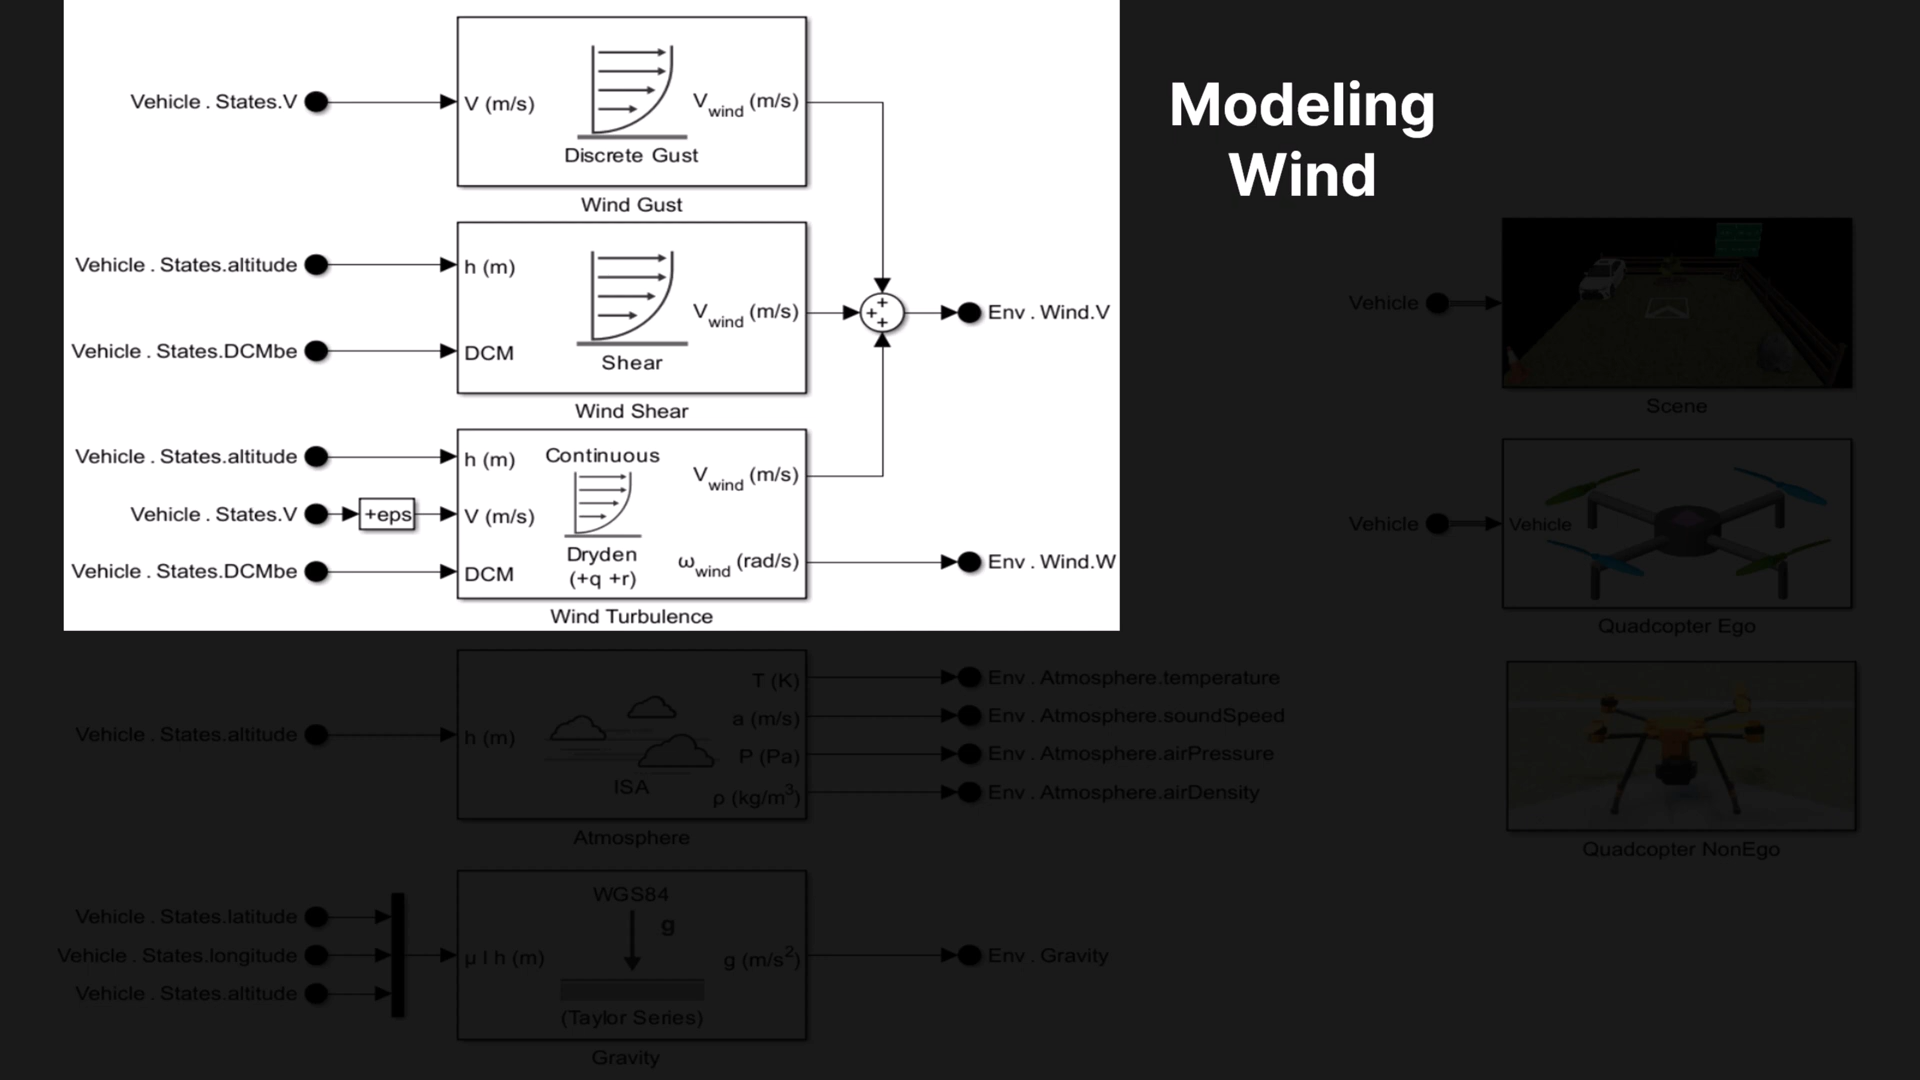 Modeling
Wind
Vehicle . States.V
V (m/s)
Vwind (m/s)
Discrete Gust
Wind Gust
Vehicle . States.altitude
h (m)
Vehicle . States.DCMbe
DCM
Vwind (m/s)
Shear
Wind Shear
+
+
+
Env . Wind.V
Vehicle . States.altitude
h (m)
Vehicle . States.V
+eps
V (m/s)
Vehicle . States.DCMbe
DCM
Continuous
Dryden
(+q +r)
Vwind (m/s)
ωwind (rad/s)
Env . Wind.W
Wind Turbulence
Vehicle . States.altitude
h (m)
ISA
T (K)
a (m/s)
P (Pa)
ρ (kg/m³)
Env . Atmosphere.temperature
Env . Atmosphere.soundSpeed
Env . Atmosphere.airPressure
Env . Atmosphere.airDensity
Atmosphere
Vehicle . States.latitude
Vehicle . States.longitude
Vehicle . States.altitude
μ l h (m)
WGS84
g
(Taylor Series)
g (m/s²)
Env . Gravity
Gravity
Vehicle
Scene
Vehicle
Vehicle
Quadcopter Ego
Quadcopter NonEgo